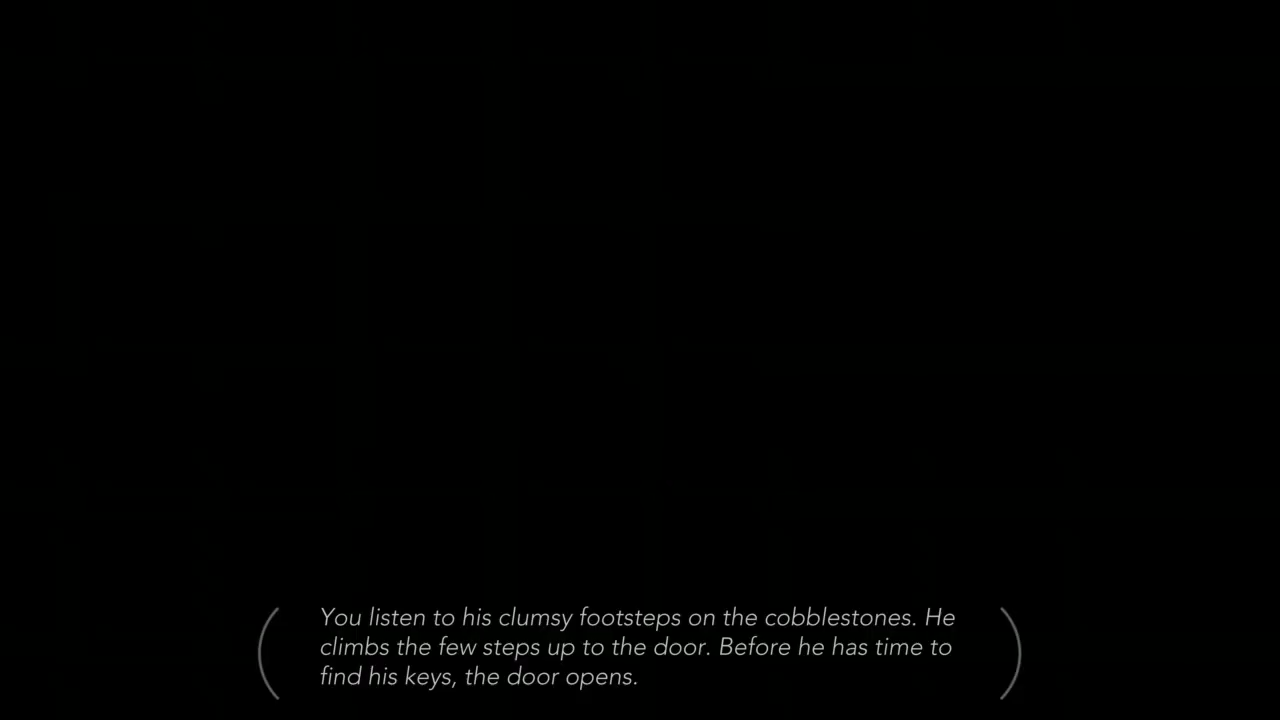 You listen to his clumsy footsteps on the cobblestones. He
climbs the few steps up to the door. Before he has time to
find his keys, the door opens.